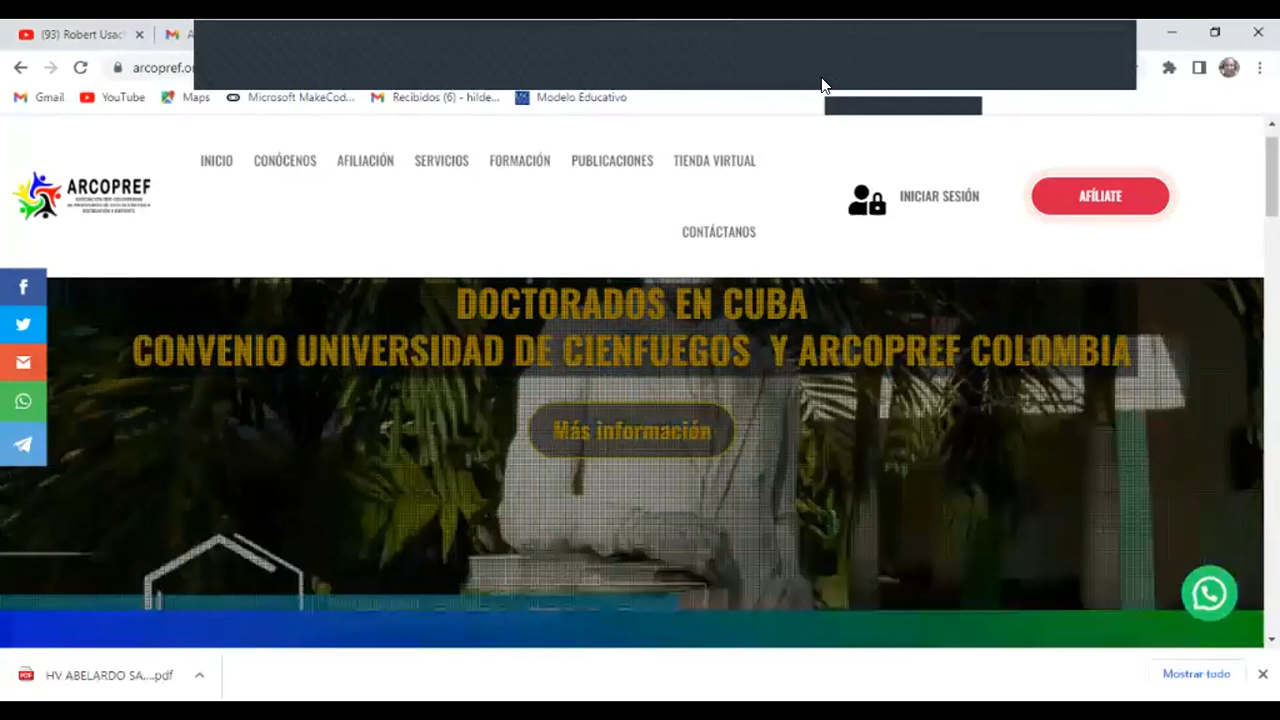 (93) Robert Usac
arcopref.o
Gmail
YouTube
Maps
Microsoft MakeCod...
Recibidos (6) - hilde...
Modelo Educativo
INICIO
CONÓCENOS
AFILIACIÓN
SERVICIOS
FORMACIÓN
PUBLICACIONES
TIENDA VIRTUAL
CONTÁCTANOS
ARCOPREF
INICIAR SESIÓN
AFÍLIATE
DOCTORADOS EN CUBA
CONVENIO UNIVERSIDAD DE CIENFUEGOS Y ARCOPREF COLOMBIA
Más información
HV ABELARDO SA....pdf
Mostrar todo